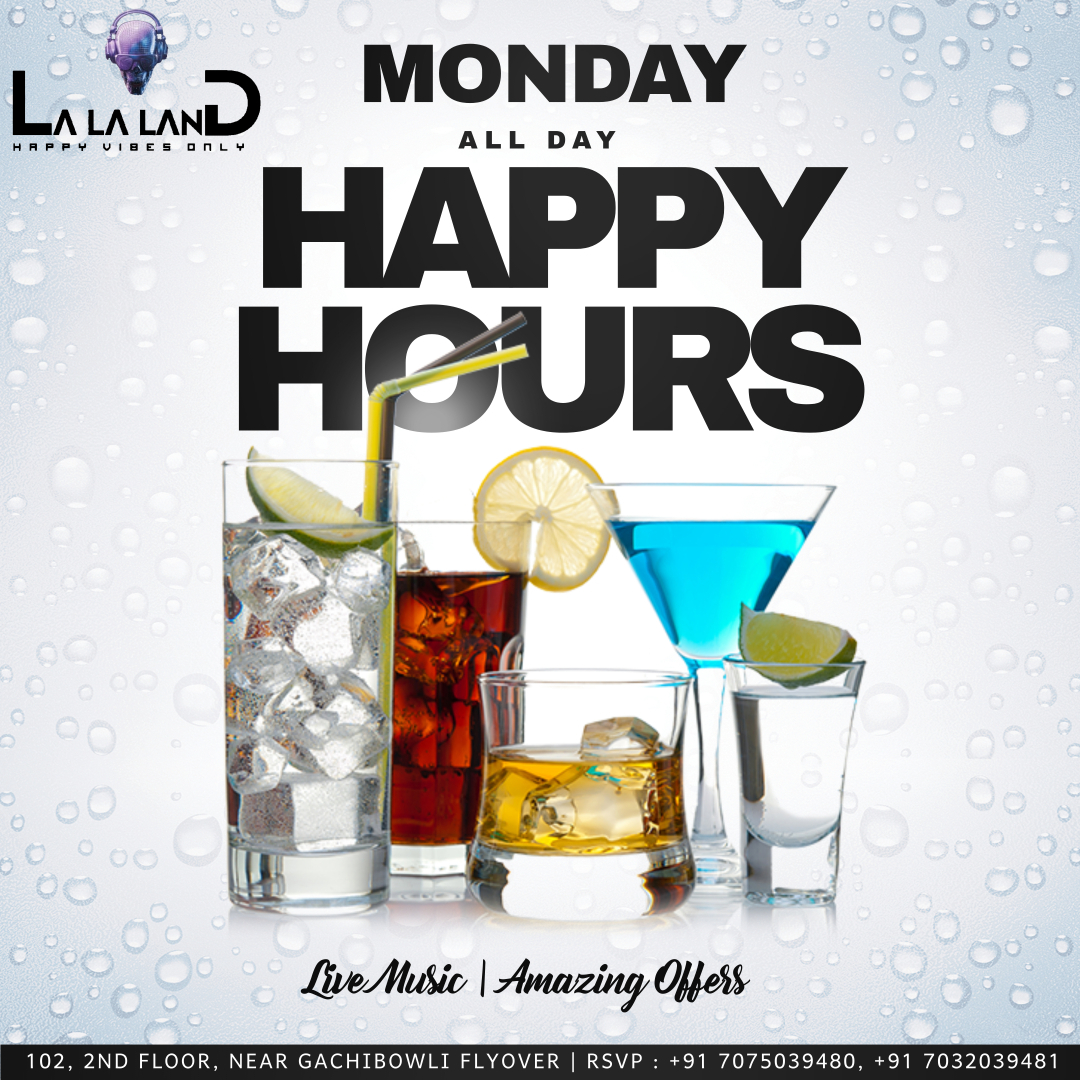 LA LA LAND
HAPPY VIBES ONLY
MONDAY
ALL DAY
HAPPY
HOURS
Live Music | Amazing Offers
102, 2ND FLOOR, NEAR GACHIBOWLI FLYOVER | RSVP : +91 7075039480, +91 7032039481